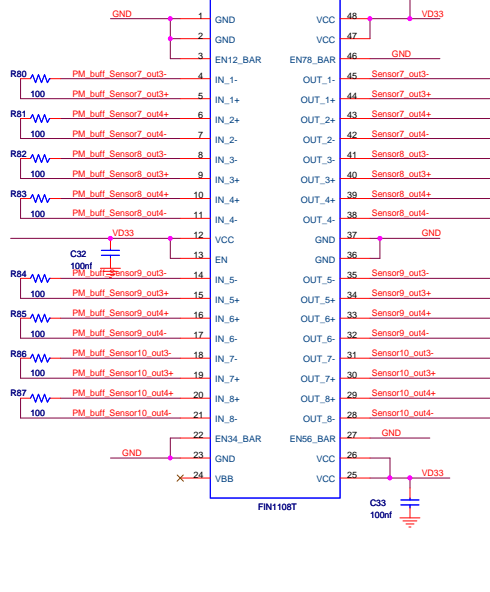 GND 1 GND VCC 48 VD33
2 GND VCC 47
3 EN12_BAR EN78_BAR 46 GND
R80 PM_buff_Sensor7_out3- 4 IN_1- OUT_1- 45 Sensor7_out3-
100 PM_buff_Sensor7_out3+ 5 IN_1+ OUT_1+ 44 Sensor7_out3+
R81 PM_buff_Sensor7_out4+ 6 IN_2+ OUT_2+ 43 Sensor7_out4+
100 PM_buff_Sensor7_out4- 7 IN_2- OUT_2- 42 Sensor7_out4-
R82 PM_buff_Sensor8_out3- 8 IN_3- OUT_3- 41 Sensor8_out3-
100 PM_buff_Sensor8_out3+ 9 IN_3+ OUT_3+ 40 Sensor8_out3+
R83 PM_buff_Sensor8_out4+ 10 IN_4+ OUT_4+ 39 Sensor8_out4+
100 PM_buff_Sensor8_out4- 11 IN_4- OUT_4- 38 Sensor8_out4-
VD33 12 VCC GND 37 GND
C32 13 EN GND 36
100nf
R84 PM_buff_Sensor9_out3- 14 IN_5- OUT_5- 35 Sensor9_out3-
100 PM_buff_Sensor9_out3+ 15 IN_5+ OUT_5+ 34 Sensor9_out3+
R85 PM_buff_Sensor9_out4+ 16 IN_6+ OUT_6+ 33 Sensor9_out4+
100 PM_buff_Sensor9_out4- 17 IN_6- OUT_6- 32 Sensor9_out4-
R86 PM_buff_Sensor10_out3- 18 IN_7- OUT_7- 31 Sensor10_out3-
100 PM_buff_Sensor10_out3+ 19 IN_7+ OUT_7+ 30 Sensor10_out3+
R87 PM_buff_Sensor10_out4+ 20 IN_8+ OUT_8+ 29 Sensor10_out4+
100 PM_buff_Sensor10_out4- 21 IN_8- OUT_8- 28 Sensor10_out4-
22 EN34_BAR EN56_BAR 27 GND
GND 23 GND VCC 26
24 VBB VCC 25 VD33
FIN1108T
C33
100nf